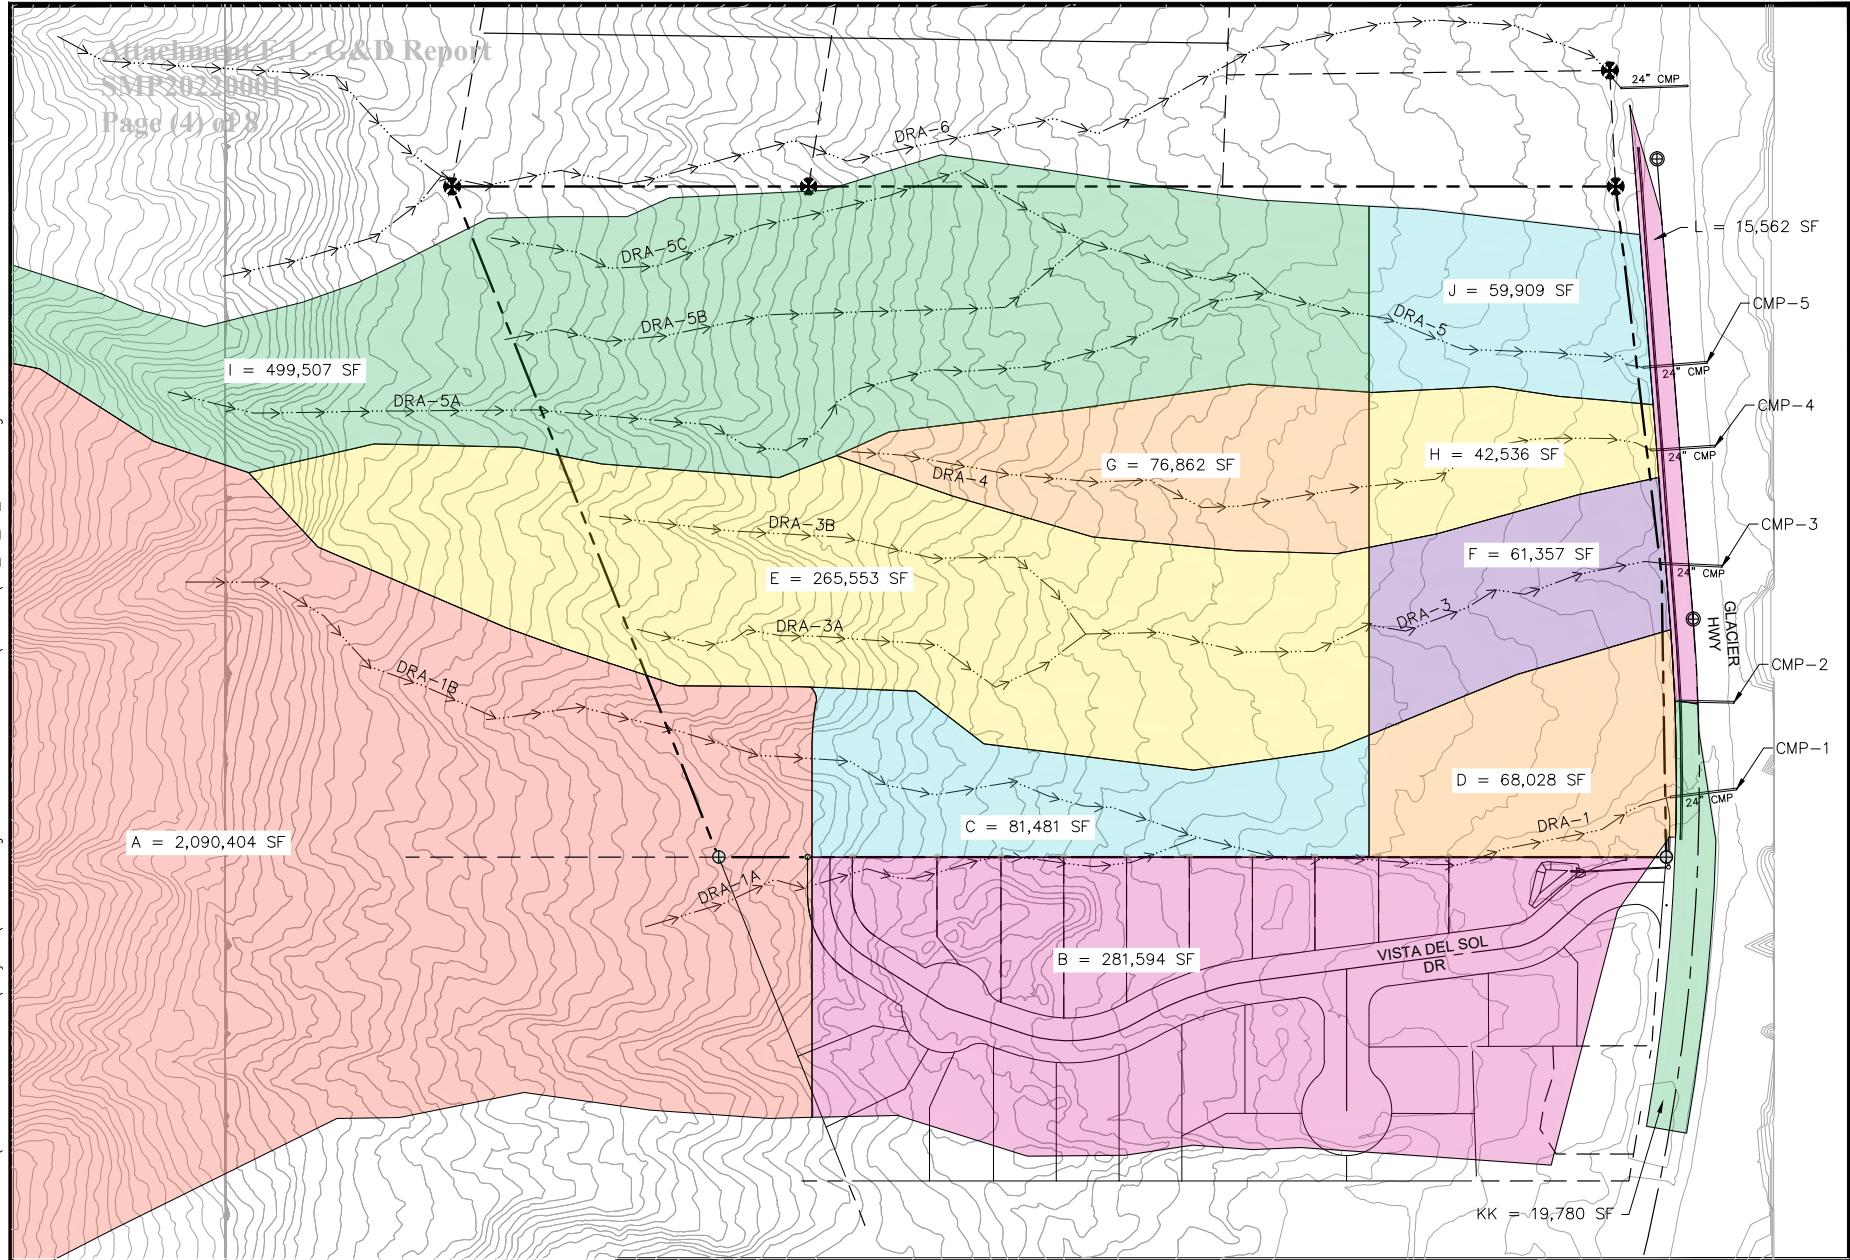 Attachment F.1 - G&D Report
SMP20220001
Page (4) of 8
24" CMP
DRA-6
L = 15,562 SF
DRA-5C
J = 59,909 SF
CMP-5
DRA-5B
DRA-5
I = 499,507 SF
24" CMP
DRA-5A
CMP-4
G = 76,862 SF
H = 42,536 SF
24" CMP
DRA-4
DRA-3B
CMP-3
F = 61,357 SF
E = 265,553 SF
24" CMP
DRA-3
DRA-3A
GLACIER
HWY
CMP-2
DRA-1B
CMP-1
D = 68,028 SF
24" CMP
C = 81,481 SF
DRA-1
A = 2,090,404 SF
DRA-1A
VISTA DEL SOL
DR
B = 281,594 SF
KK = 19,780 SF